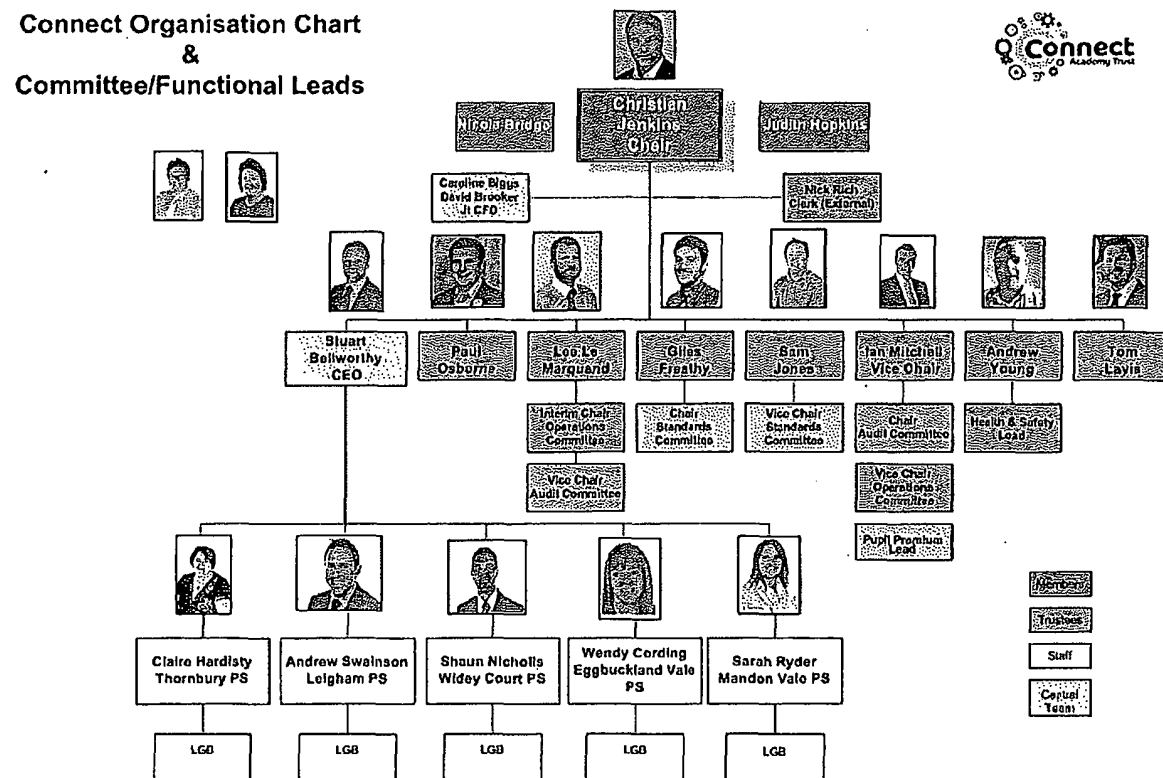 Connect Organisation Chart
&
Committee/Functional Leads
Connect
Academy Trust
Christian
Jenkins
Chair
Nicola Bridge
Judith Hopkins
Caroline Biggs
David Brooker
Jt CFO
Nick Rich
Clerk (External)
Stuart
Bellworthy
CEO
Paul
Osborne
Lee Le
Marquand
Giles
Freathy
Sam
Jones
Ian Mitchell
Vice Chair
Andrew
Young
Tom
Layis
Interim Chair
Operations
Committee
Chair
Standards
Committee
Vice Chair
Standards
Committee
Chair
Audit Committee
Health & Safety
Lead
Vice Chair
Audit Committee
Vice Chair
Operations
Committee
Pupil Premium
Lead
Claire Hardisty
Thornbury PS
Andrew Swainson
Leigham PS
Shaun Nicholls
Widey Court PS
Wendy Cording
Eggbuckland Vale
PS
Sarah Ryder
Mandon Vale PS
LGB
LGB
LGB
LGB
LGB
Members
Trustees
Staff
Central
Team